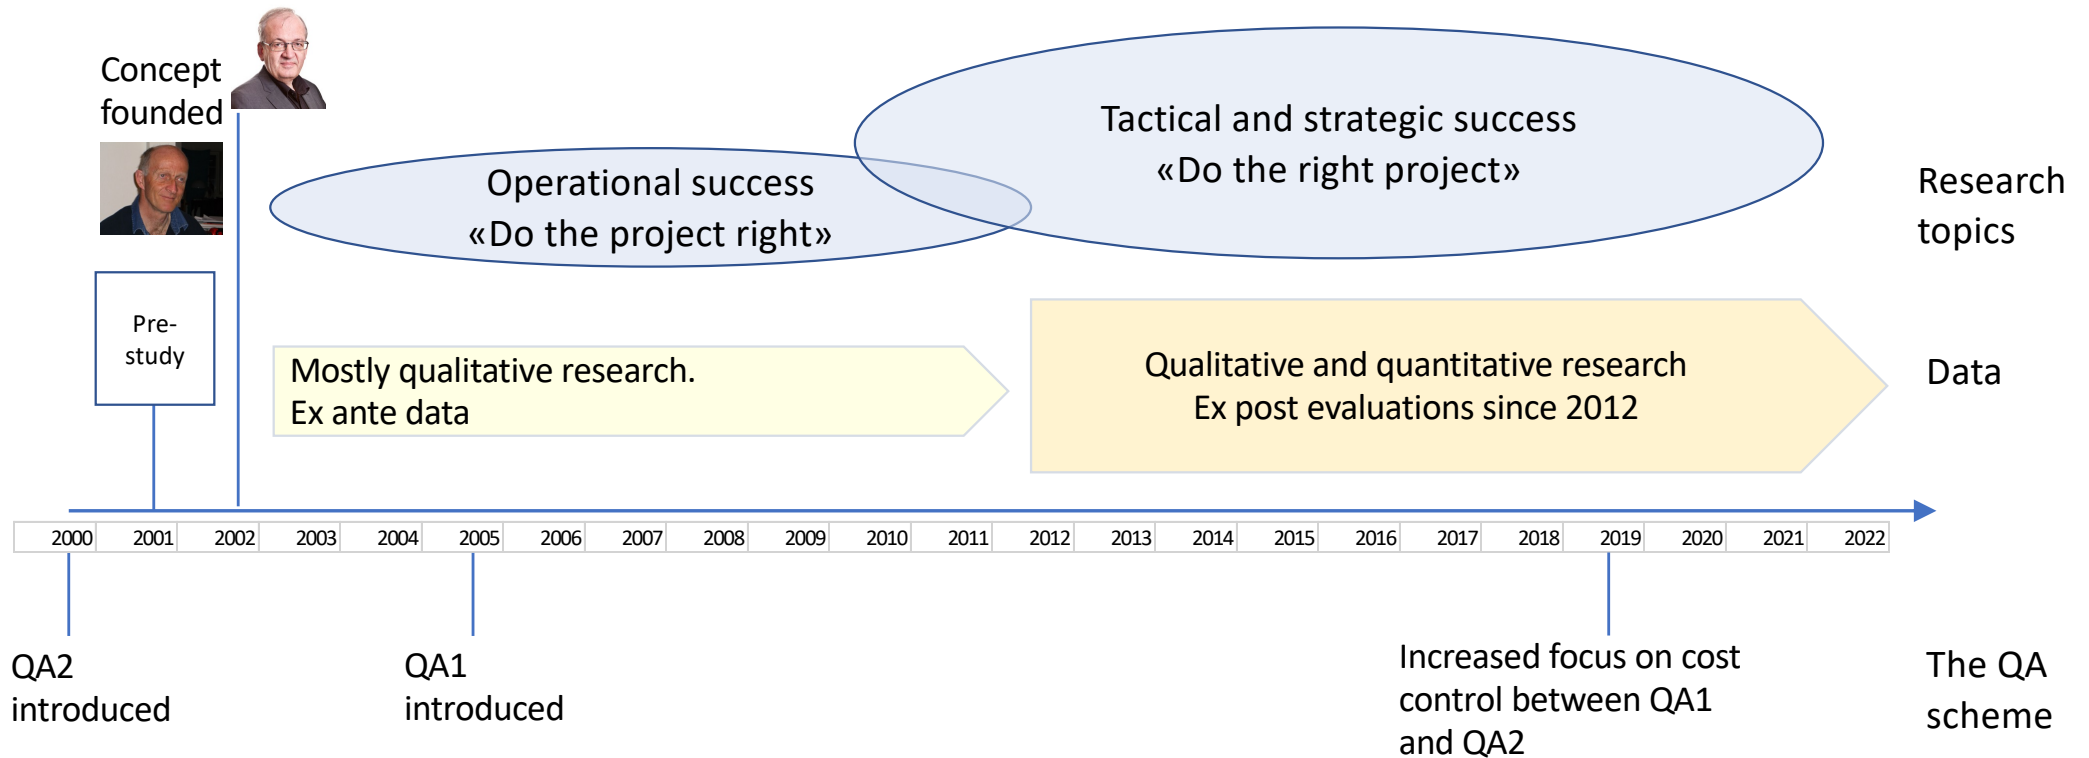 Concept
founded
Operational success
«Do the project right»
Tactical and strategic success
«Do the right project»
Research
topics
Pre-
study
Mostly qualitative research.
Ex ante data
Qualitative and quantitative research
Ex post evaluations since 2012
Data
2000 2001 2002 2003 2004 2005 2006 2007 2008 2009 2010 2011 2012 2013 2014 2015 2016 2017 2018 2019 2020 2021 2022
QA2
introduced
QA1
introduced
Increased focus on cost
control between QA1
and QA2
The QA
scheme